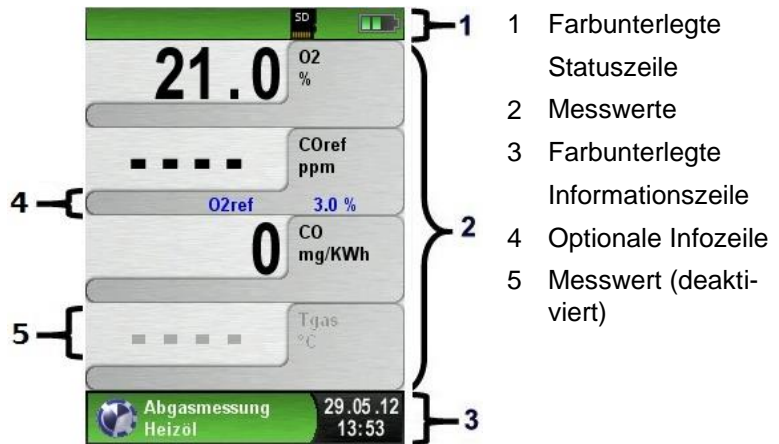 SD
1
21.0 O2
%
---- COref
ppm
4 O2ref 3.0 %
2
0 CO
mg/KWh
5 ---- Tgas
°C
Abgasmessung 29.05.12
Heizöl 13:53
3
1 Farbunterlegte
Statuszeile
2 Messwerte
3 Farbunterlegte
Informationszeile
4 Optionale Infozeile
5 Messwert (deakti-
viert)